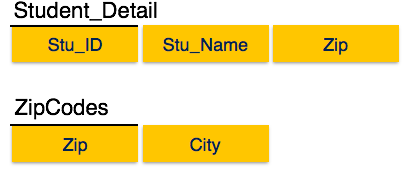 Student_Detail
Stu_ID Stu_Name Zip
ZipCodes
Zip City